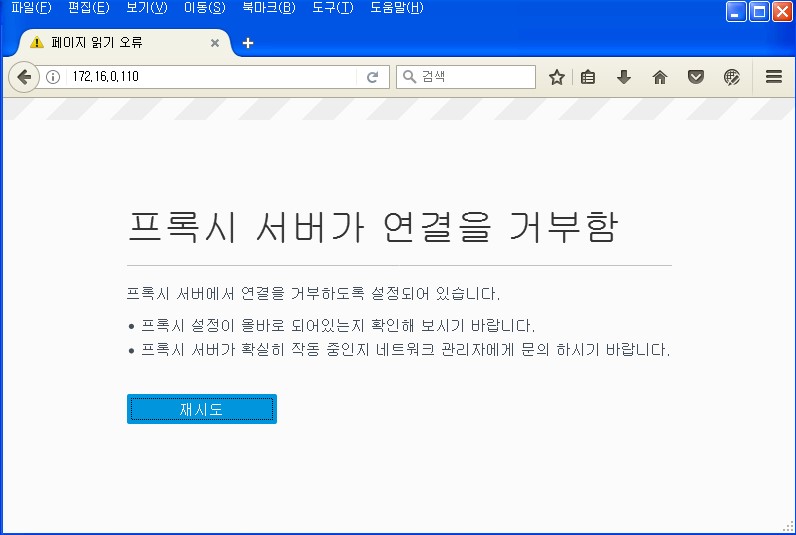 파일(F) 편집(E) 보기(V) 이동(S) 북마크(B) 도구(T) 도움말(H)
페이지 읽기 오류
172.16.0.110
검색
프록시 서버가 연결을 거부함
프록시 서버에서 연결을 거부하도록 설정되어 있습니다.
• 프록시 설정이 올바로 되어있는지 확인해 보시기 바랍니다.
• 프록시 서버가 확실히 작동 중인지 네트워크 관리자에게 문의 하시기 바랍니다.
재시도